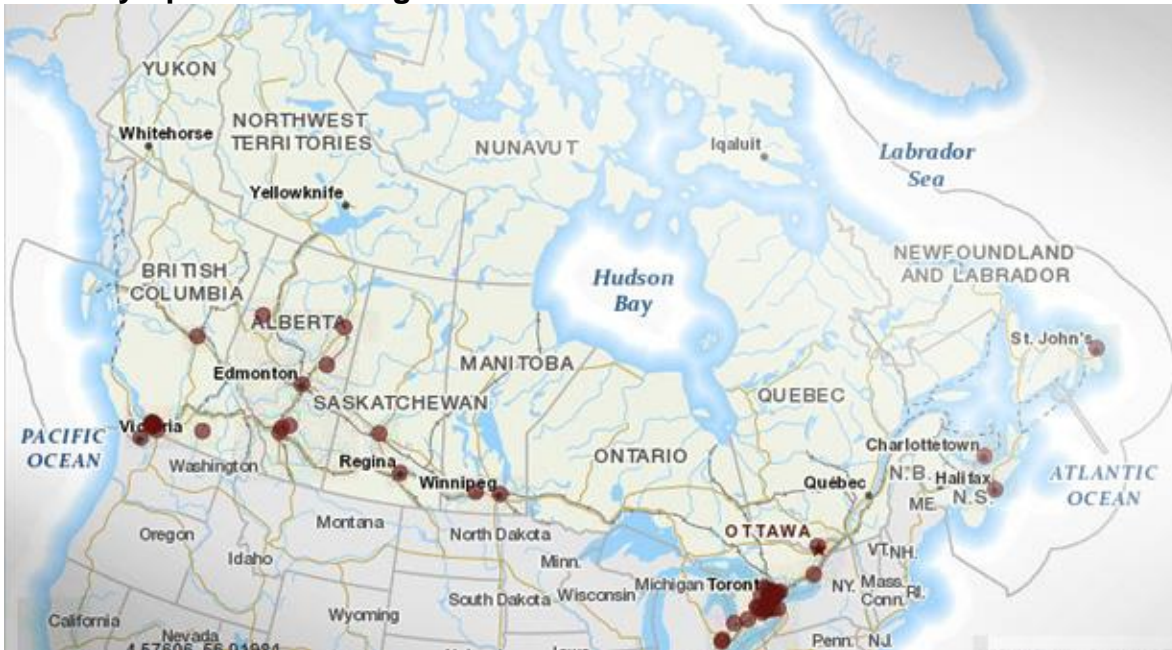 YUKON
Whitehorse
NORTHWEST
TERRITORIES
NUNAVUT
Iqaluit
Labrador
Sea
Yellowknife
BRITISH
COLUMBIA
Hudson
Bay
NEWFOUNDLAND
AND LABRADOR
ALBERTA
St. John's
Edmonton
MANITOBA
SASKATCHEWAN
QUEBEC
PACIFIC
OCEAN
Victoria
Charlottetown
Washington
Regina
ONTARIO
N.B.
Halifax
ATLANTIC
OCEAN
Winnipeg
Québec
ME.
N.S.
Oregon
Montana
North Dakota
OTTAWA
VT.
NH.
Idaho
Minn.
Michigan
Toront
NY.
Mass.
RI.
Conn.
South Dakota
Wisconsin
California
Wyoming
Nevada
Penn.
NJ.